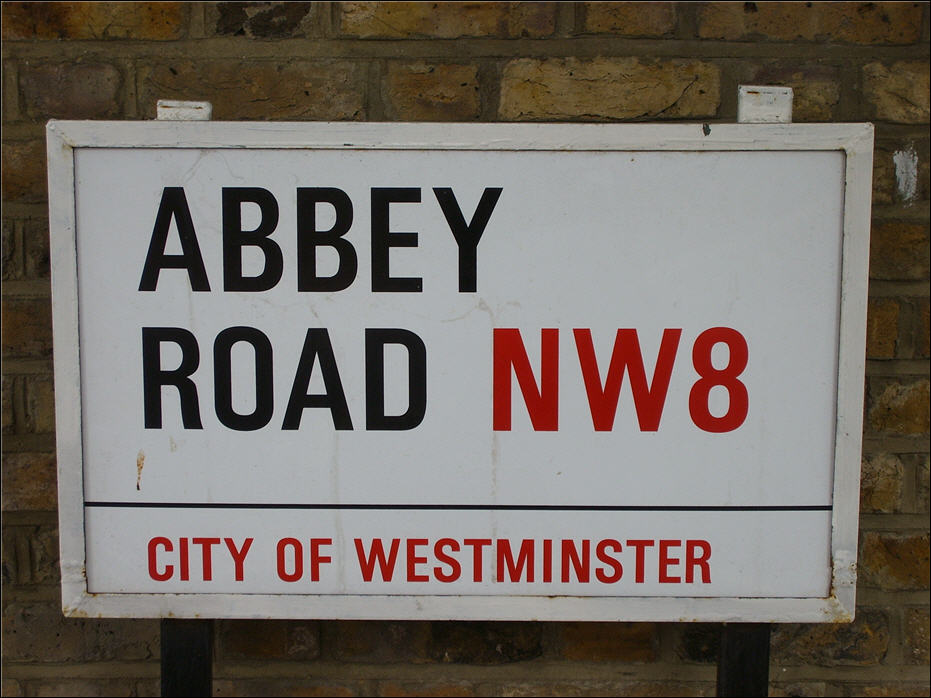 ABBEY
ROAD NW8
CITY OF WESTMINSTER